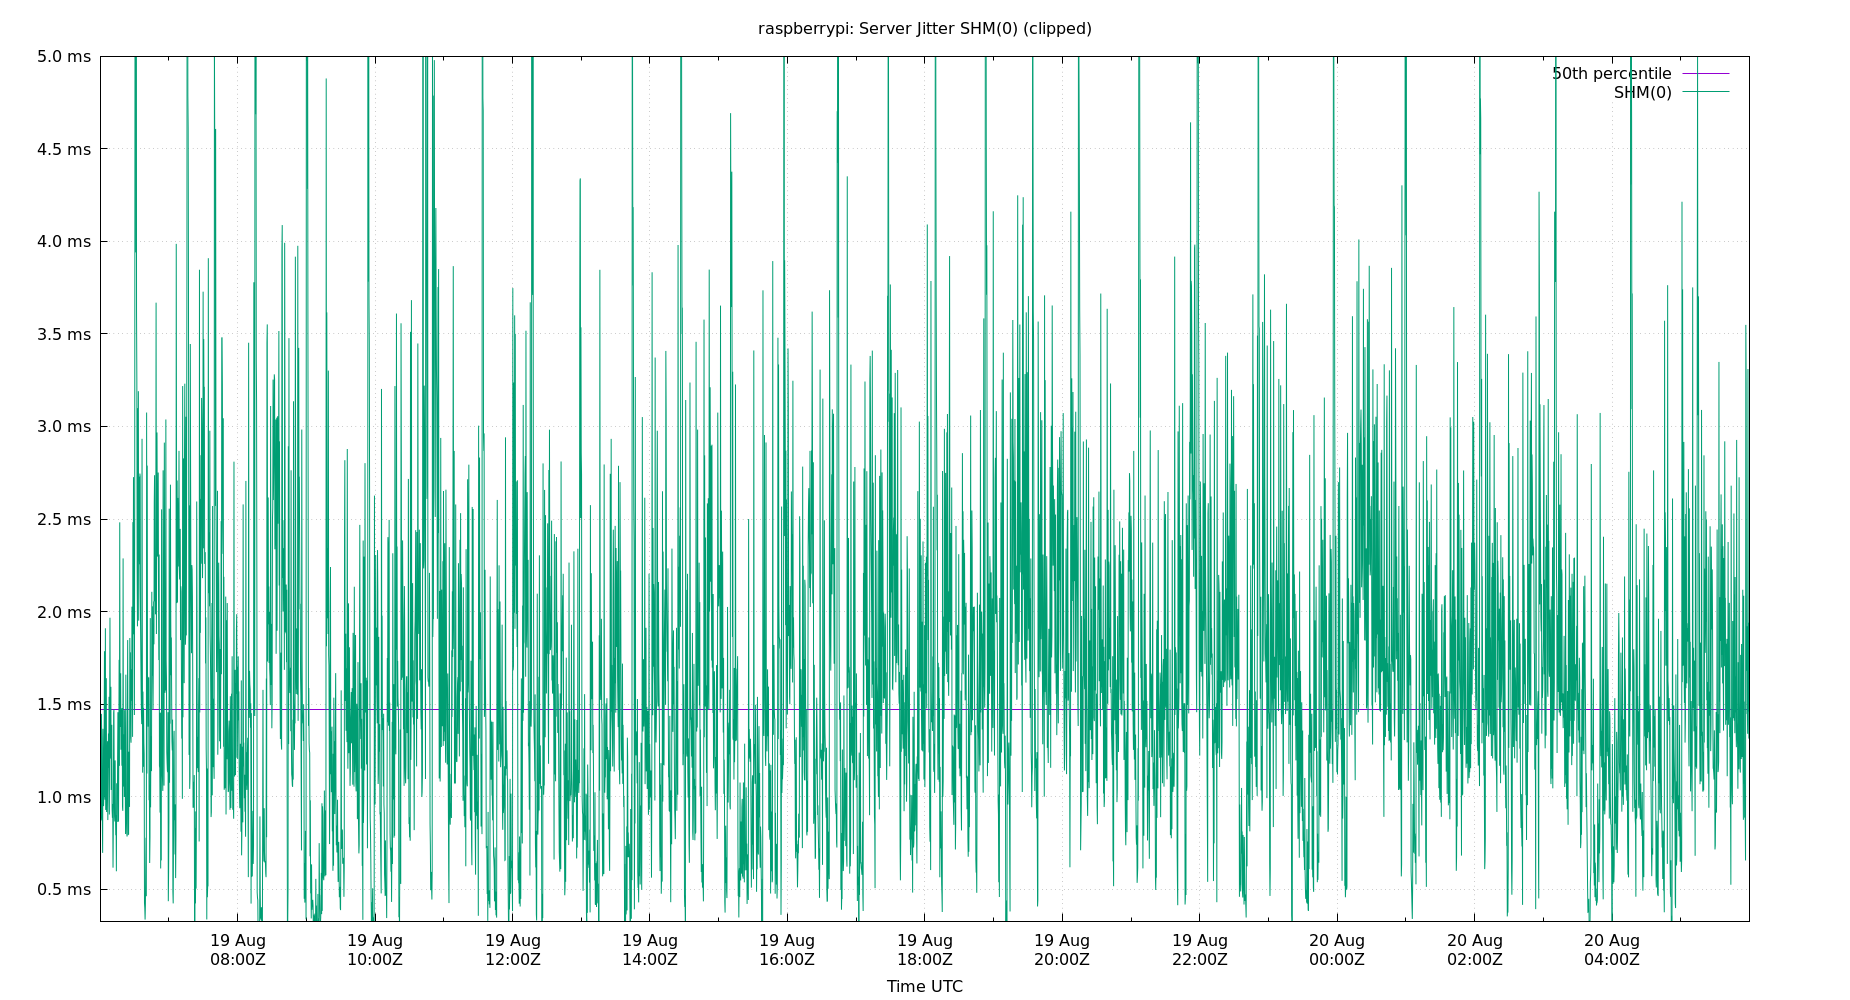 raspberrypi: Server Jitter SHM(0) (clipped)
5.0 ms
50th percentile
SHM(0)
4.5 ms
4.0 ms
3.5 ms
3.0 ms
2.5 ms
2.0 ms
1.5 ms
1.0 ms
0.5 ms
19 Aug 19 Aug 19 Aug 19 Aug 19 Aug 19 Aug 19 Aug 19 Aug 20 Aug 20 Aug 20 Aug
08:00Z 10:00Z 12:00Z 14:00Z 16:00Z 18:00Z 20:00Z 22:00Z 00:00Z 02:00Z 04:00Z
Time UTC